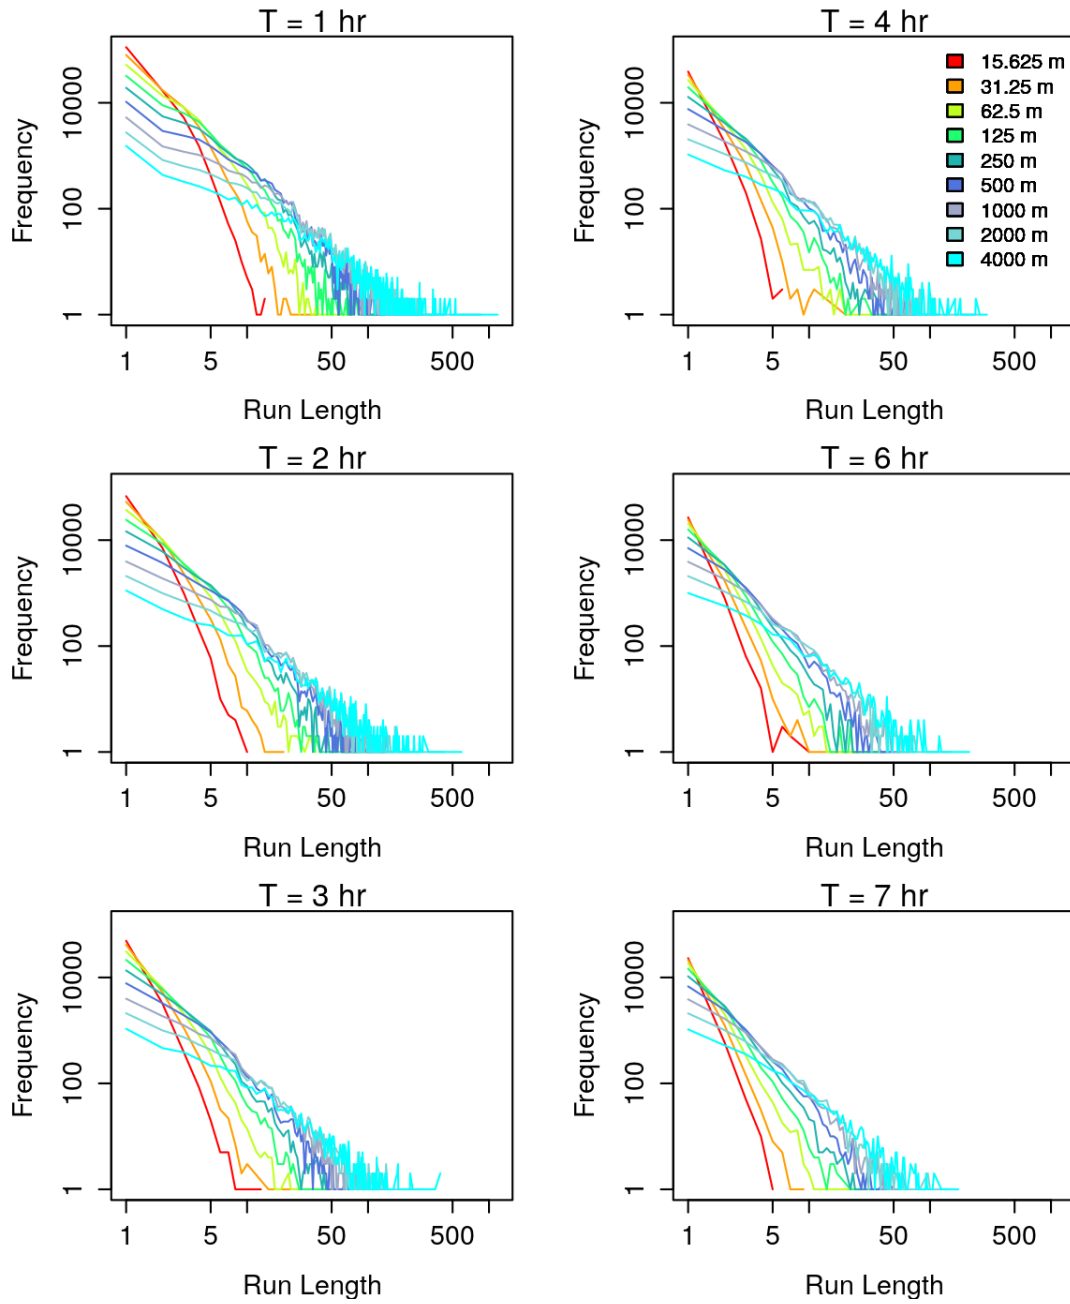 T = 1 hr
Frequency
10000
100
1
1 5 50 500
Run Length
T = 4 hr
Frequency
10000
100
1
15.625 m
31.25 m
62.5 m
125 m
250 m
500 m
1000 m
2000 m
4000 m
1 5 50 500
Run Length
T = 2 hr
Frequency
10000
100
1
1 5 50 500
Run Length
T = 6 hr
Frequency
10000
100
1
1 5 50 500
Run Length
T = 3 hr
Frequency
10000
100
1
1 5 50 500
Run Length
T = 7 hr
Frequency
10000
100
1
1 5 50 500
Run Length